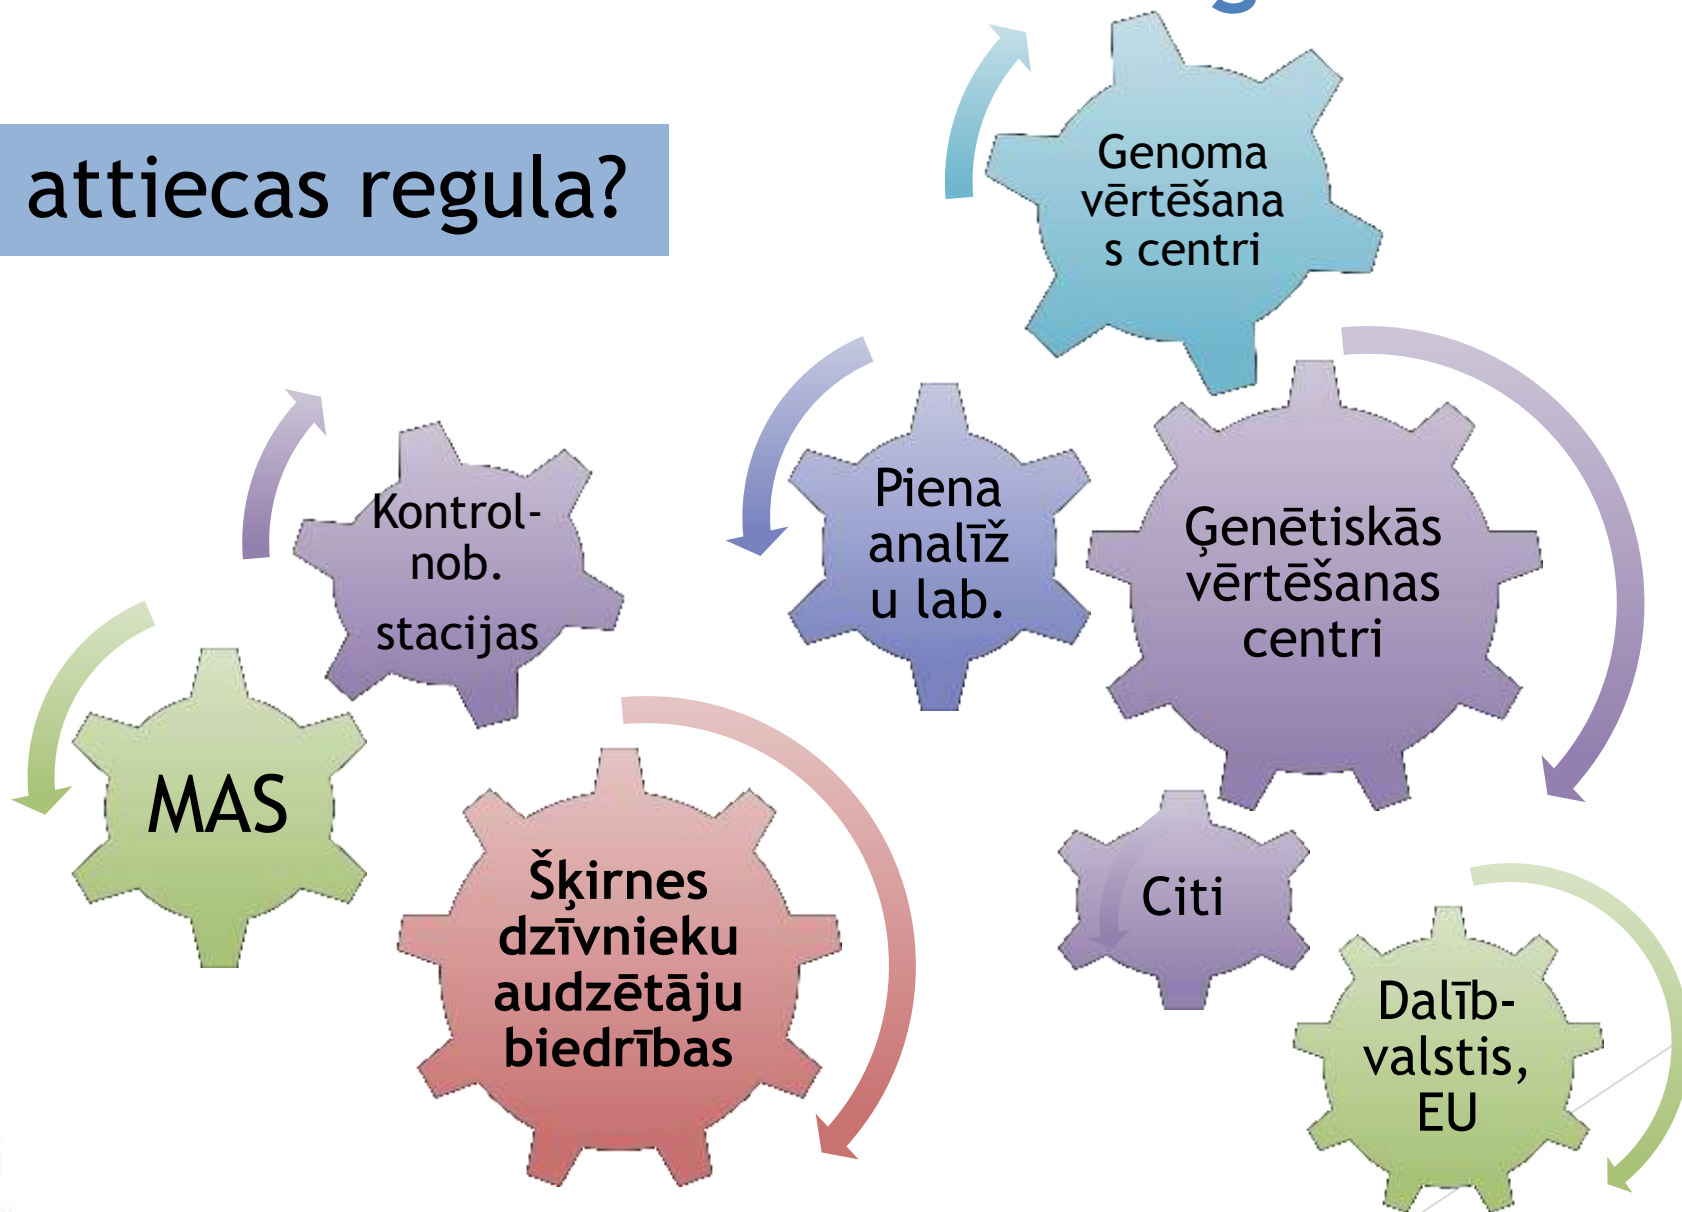 attiecas regula?
Genoma
vērtēšana
s centri
Kontrol-
nob.
stacijas
Piena
analīž
u lab.
Ģenētiskās
vērtēšanas
centri
MAS
Šķirnes
dzīvnieku
audzētāju
biedrības
Citi
Dalīb-
valstis,
EU